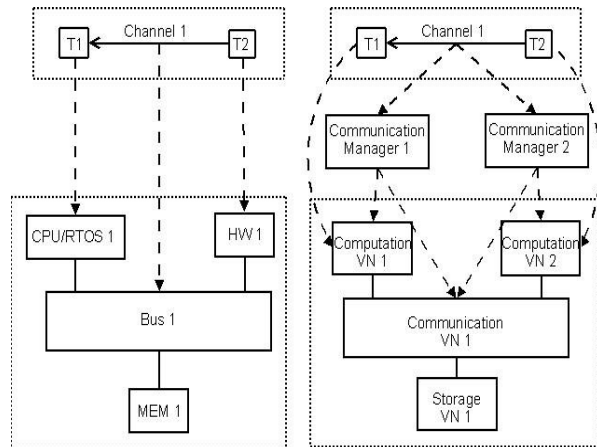 Channel 1
T1
T2
CPU/RTOS 1
HW 1
Bus 1
MEM 1
Channel 1
T1
T2
Communication
Manager 1
Communication
Manager 2
Computation
VN 1
Computation
VN 2
Communication
VN 1
Storage
VN 1